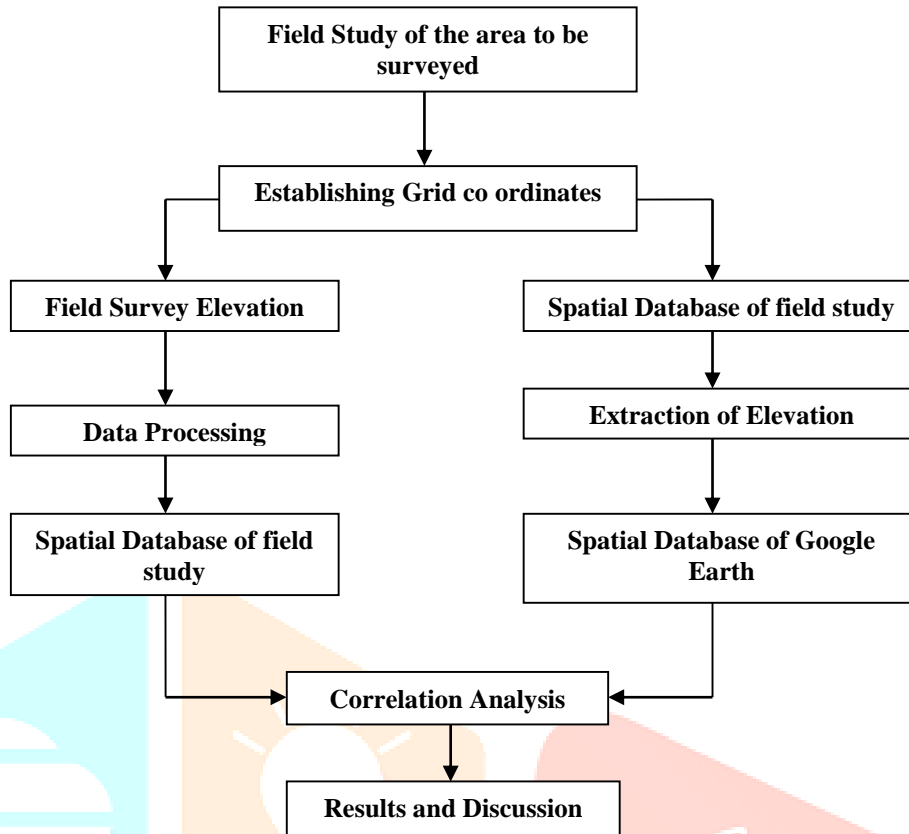 Field Study of the area to be
surveyed
Establishing Grid co ordinates
Field Survey Elevation
Spatial Database of field study
Data Processing
Extraction of Elevation
Spatial Database of field
study
Spatial Database of Google
Earth
Correlation Analysis
Results and Discussion